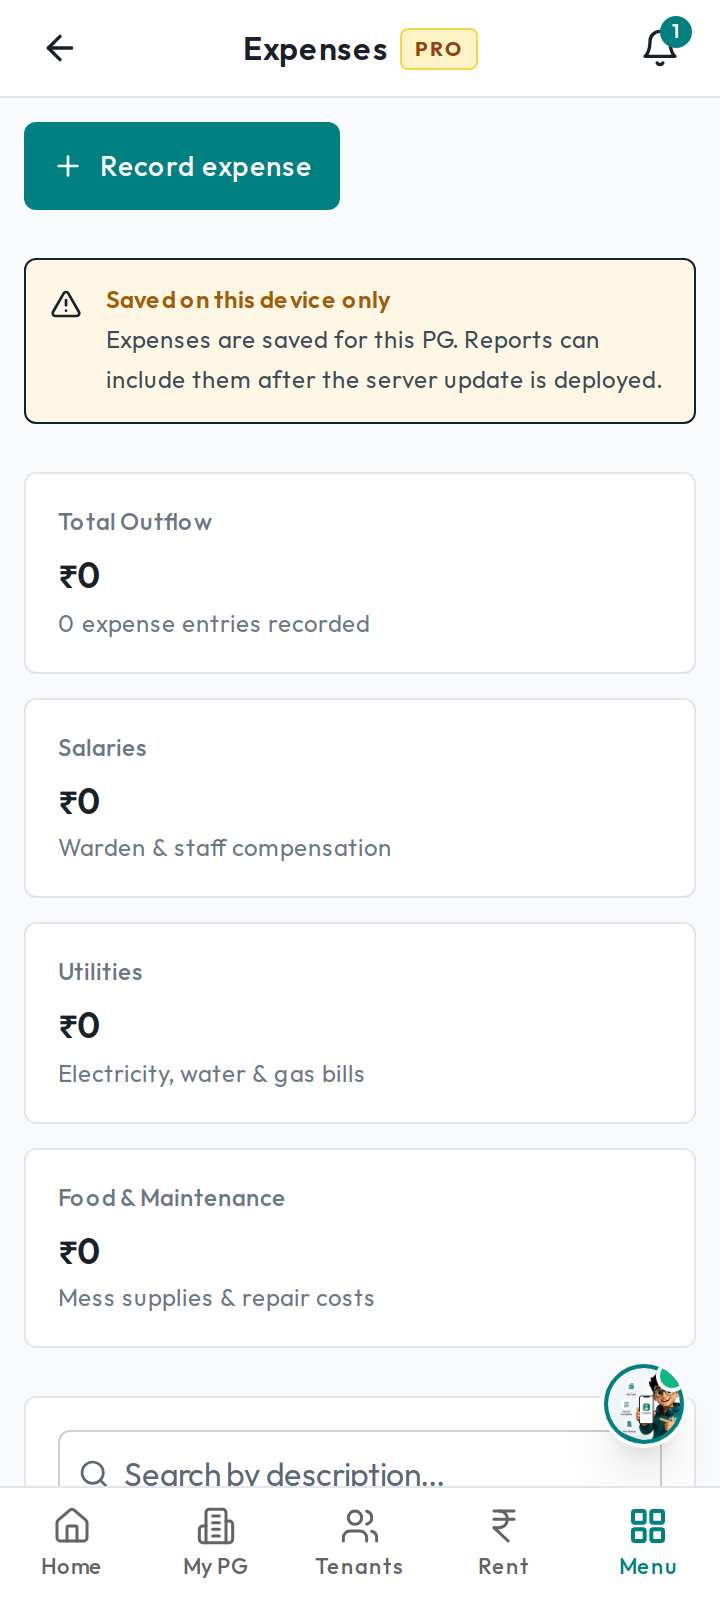 Expenses PRO
1
+ Record expense
Saved on this device only
Expenses are saved for this PG. Reports can
include them after the server update is deployed.
Total Outflow
₹0
0 expense entries recorded
Salaries
₹0
Warden & staff compensation
Utilities
₹0
Electricity, water & gas bills
Food & Maintenance
₹0
Mess supplies & repair costs
Search by description...
Home My PG Tenants Rent Menu